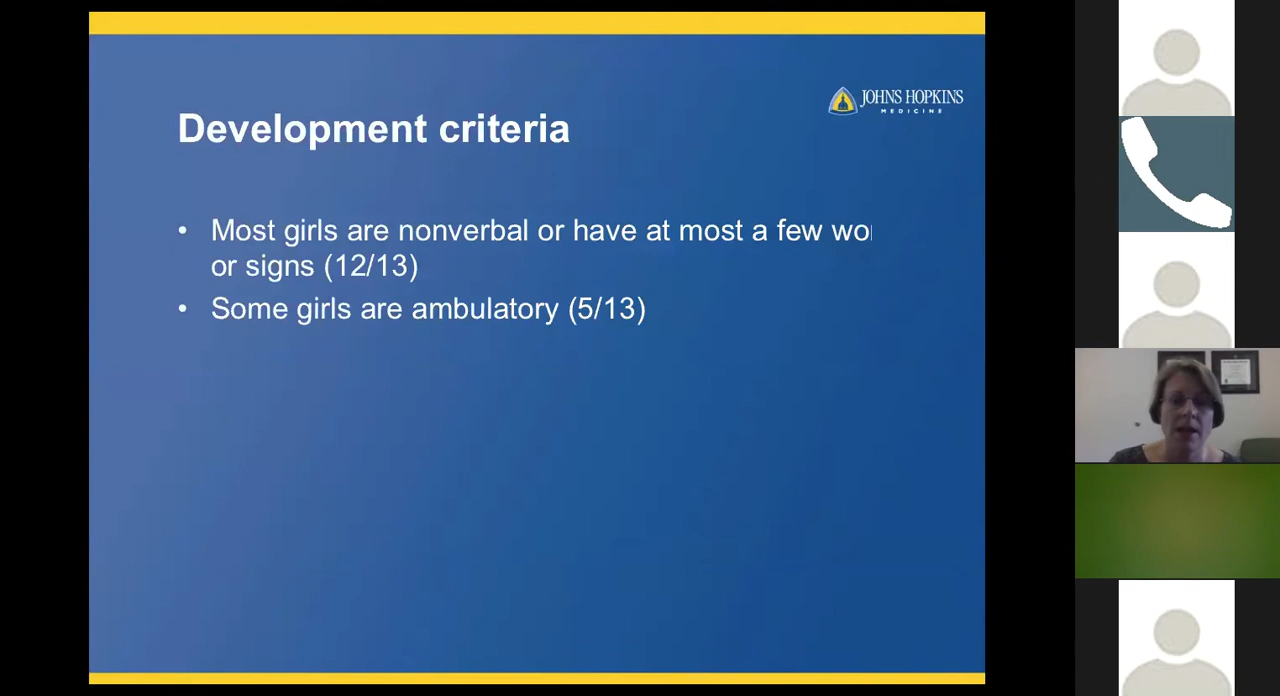 JOHNS HOPKINS
MEDICINE
Development criteria
• Most girls are nonverbal or have at most a few
or signs (12/13)
• Some girls are ambulatory (5/13)